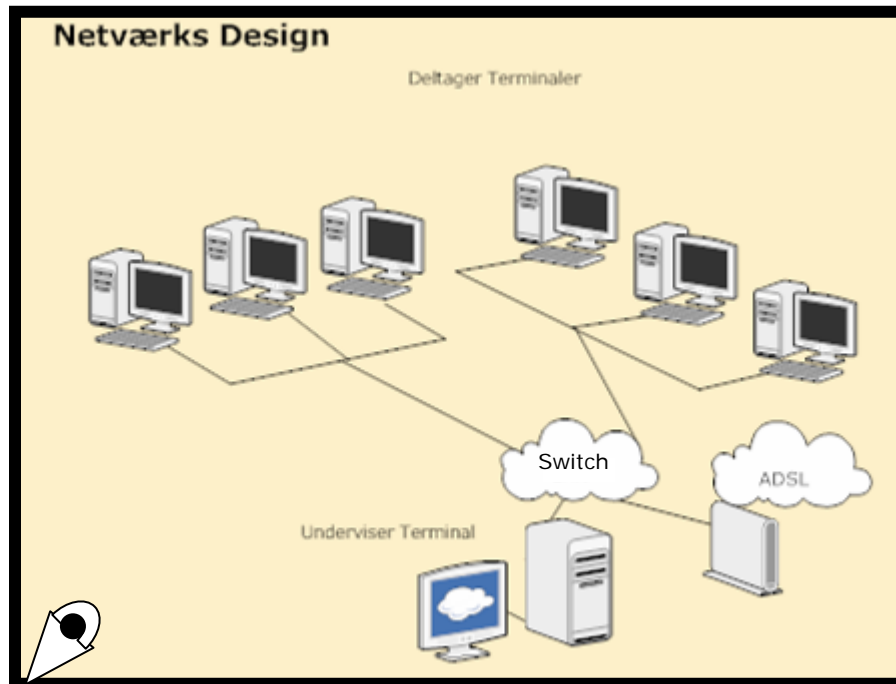 Netværks Design
Deltager Terminaler
Switch
ADSL
Underviser Terminal